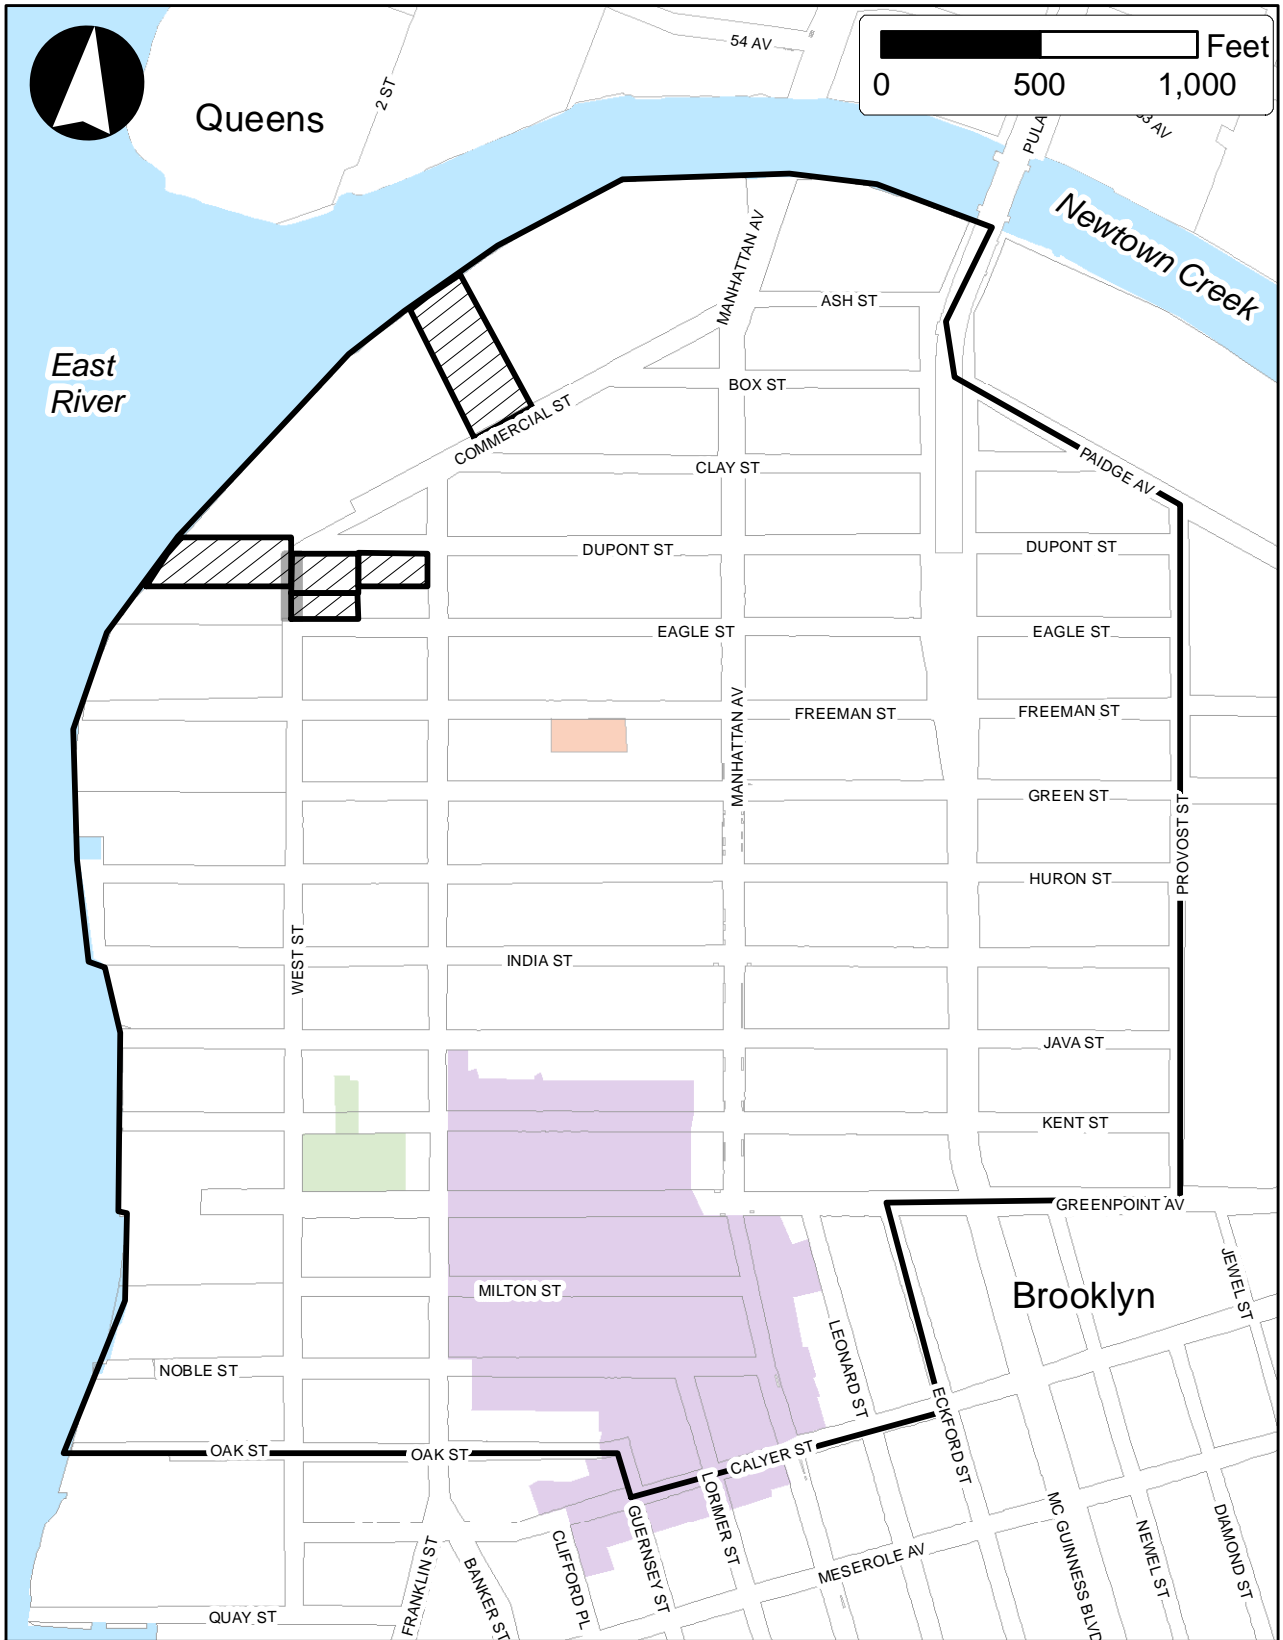 54 AV
Feet
0 500 1,000
2 ST
Queens
PULA
53 AV
Newtown Creek
MANHATTAN AV
ASH ST
East
River
BOX ST
COMMERCIAL ST
CLAY ST
PAIDGE AV
DUPONT ST
DUPONT ST
EAGLE ST
EAGLE ST
MANHATTAN AV
FREEMAN ST
FREEMAN ST
GREEN ST
PROVOST ST
HURON ST
WEST ST
INDIA ST
JAVA ST
KENT ST
GREENPOINT AV
JEWEL ST
MILTON ST
Brooklyn
LEONARD ST
NOBLE ST
ECKFORD ST
OAK ST
OAK ST
CALYER ST
LORIMER ST
GUERNSEY ST
CLIFFORD PL
FRANKLIN ST
BANKER ST
MESEROLE AV
MC GUINNESS BLVD
NEWEL ST
DIAMOND ST
QUAY ST